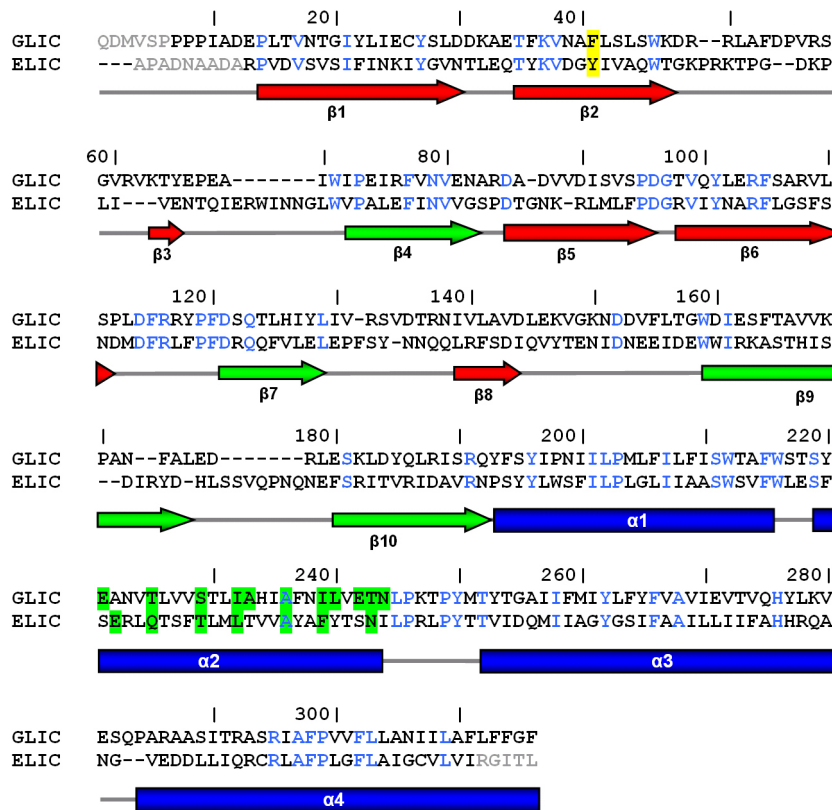 20| | 40| |
GLIC QDMVSPPPPIADEPLTVNTGIYLIECYSLDDKAETFKVNAFLSLSWKDR--RLAFDPVRS
ELIC ---APADNAADARPVDVSVSIFINKIYGVNTLEQTYKVDGYIVAQWTGKPRKTPG--DKP
β1 β2
60| | 80| | 100| |
GLIC GVRVKTYEPEA-------IWIPEIRFVNVENARDA-DVVDISVSPDGTVQYLERFSARVL
ELIC LI---VENTQIERWINNGLWVPALEFINVVGSPDTGNK-RLMLFPDGRVIYNARFLGSFS
β3 β4 β5 β6
120| | 140| | 160|
GLIC SPLDFRRYPFDSQTLHIYLIV-RSVDTRNIVLAVDLEKVGKNDDVFLTGWDIESFTAVVK
ELIC NDMDFRLFPFDRQQFVLELEPFSY-NNQQLRFSDIQVYTENIDNEEIDEWWIRKASTHIS
β7 β8 β9
| 180| | 200| | 220|
GLIC PAN--FALED-------RLESKLDYQLRISRQYFSYIPNIILPMLFILFISWTAFWSTSY
ELIC --DIRYD-HLSSVQPNQNEFSRITVRIDAVRNPSYYLWSFILPLGLIIAASWSVFWLESF
β10 α1
| 240| | 260| | 280|
GLIC EANVTLVVSTLIAHIAFNILVETNLPKTPYMTYTGAIIFMIYLFYFVAVIEVTVQHYLKV
ELIC SERLQTSFTLMLTVVAYAFYTSNILPRLPYTTVIDQMIIAGYGSIFAAILLIIFAHHRQA
α2 α3
| 300| |
GLIC ESQPARAASITRASRIAFPVVFLLANIILAFLFFGF
ELIC NG--VEDDLLIQRCRLAFPLGFLAIGCVLVIRGITL
α4